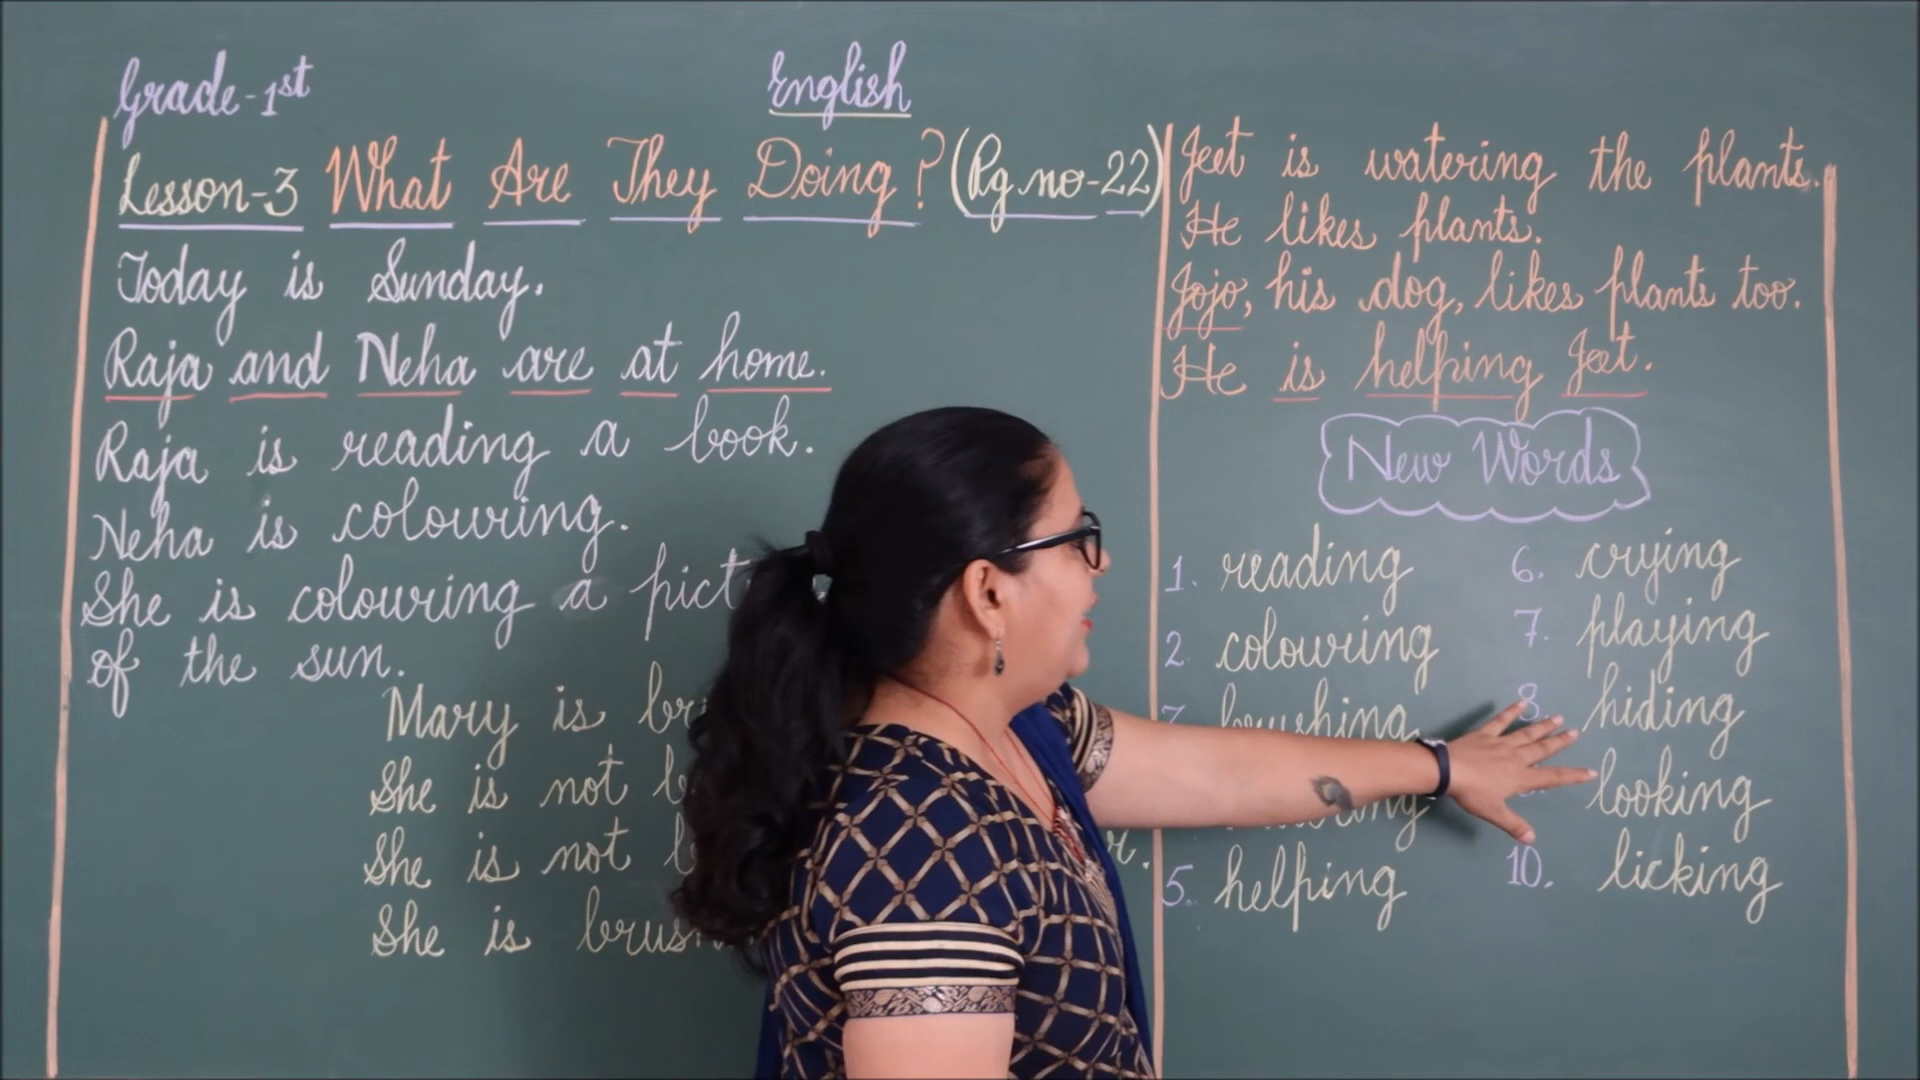 Grade-1st
English
Lesson-3 What Are They Doing? (Pg.no-22)
Today is Sunday.
Raja and Neha are at home.
Raja is reading a book.
Neha is colouring.
She is colouring a
of the sun.
Mary is
She is not
She is not
She is
Jeet is watering the plants.
He likes plants.
Jojo, his dog, likes plants too.
He is helping Jeet.
New Words
1. reading
2. colouring
brushing
5. helping
6. crying
7. playing
8. hiding
looking
10. licking